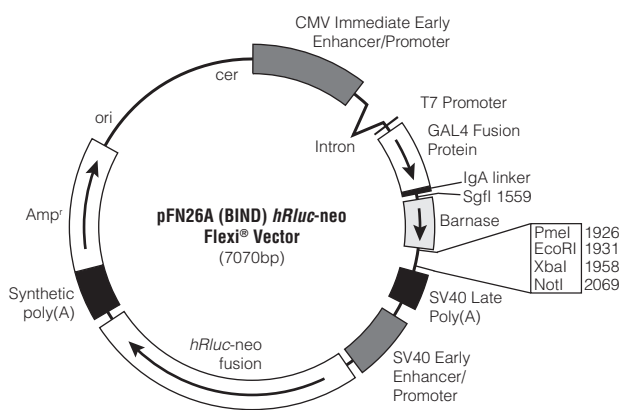 CMV Immediate Early
Enhancer/Promoter
cer
T7 Promoter
ori
GAL4 Fusion
Protein
Intron
IgA linker
SgfI 1559
Ampʳ
pFN26A (BIND) hRluc-neo
Flexi® Vector
(7070bp)
Barnase
PmeI 1926
EcoRI 1931
XbaI 1958
NotI 2069
Synthetic
poly(A)
SV40 Late
Poly(A)
hRluc-neo
fusion
SV40 Early
Enhancer/
Promoter